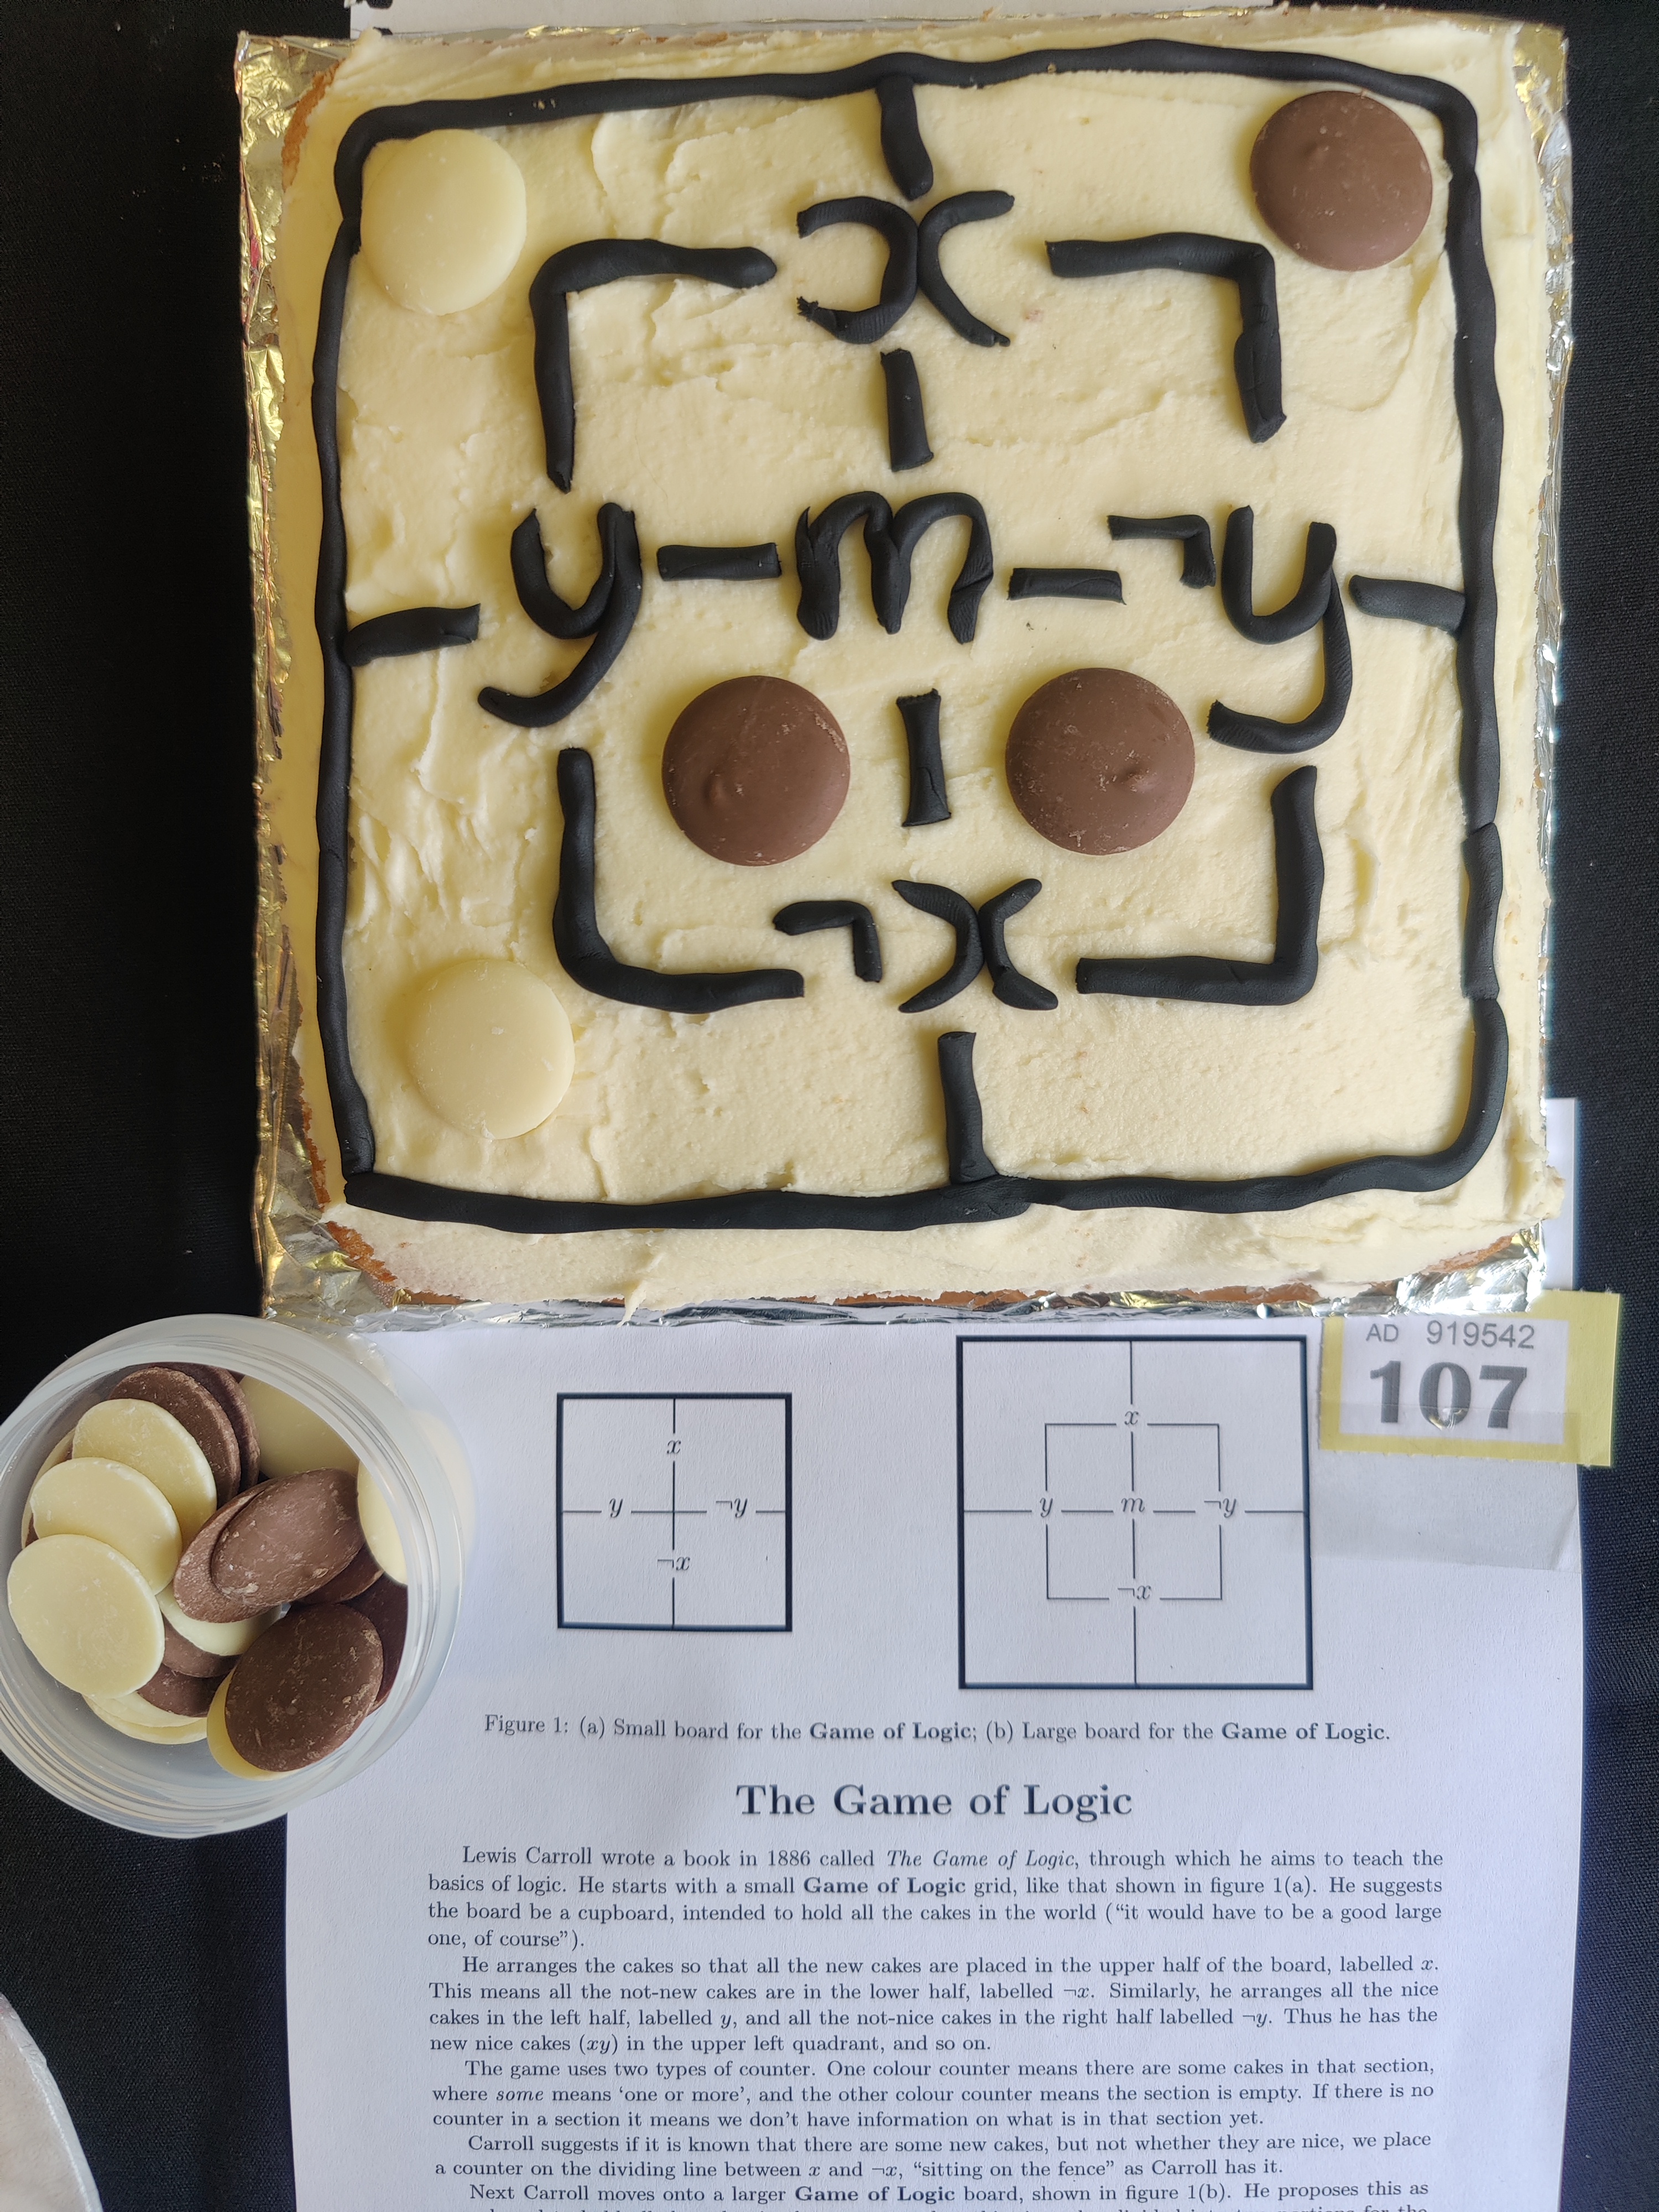 x
y m ¬y
¬x
AD 919542
107
x
y ¬y
¬x
x
y m ¬y
¬x
Figure 1: (a) Small board for the Game of Logic; (b) Large board for the Game of Logic.
The Game of Logic
Lewis Carroll wrote a book in 1886 called The Game of Logic, through which he aims to teach the
basics of logic. He starts with a small Game of Logic grid, like that shown in figure 1(a). He suggests
the board be a cupboard, intended to hold all the cakes in the world (“it would have to be a good large
one, of course”).
He arranges the cakes so that all the new cakes are placed in the upper half of the board, labelled x.
This means all the not-new cakes are in the lower half, labelled ¬x. Similarly, he arranges all the nice
cakes in the left half, labelled y, and all the not-nice cakes in the right half labelled ¬y. Thus he has the
new nice cakes (xy) in the upper left quadrant, and so on.
The game uses two types of counter. One colour counter means there are some cakes in that section,
where some means ‘one or more’, and the other colour counter means the section is empty. If there is no
counter in a section it means we don’t have information on what is in that section yet.
Carroll suggests if it is known that there are some new cakes, but not whether they are nice, we place
a counter on the dividing line between x and ¬x, “sitting on the fence” as Carroll has it.
Next Carroll moves onto a larger Game of Logic board, shown in figure 1(b). He proposes this as